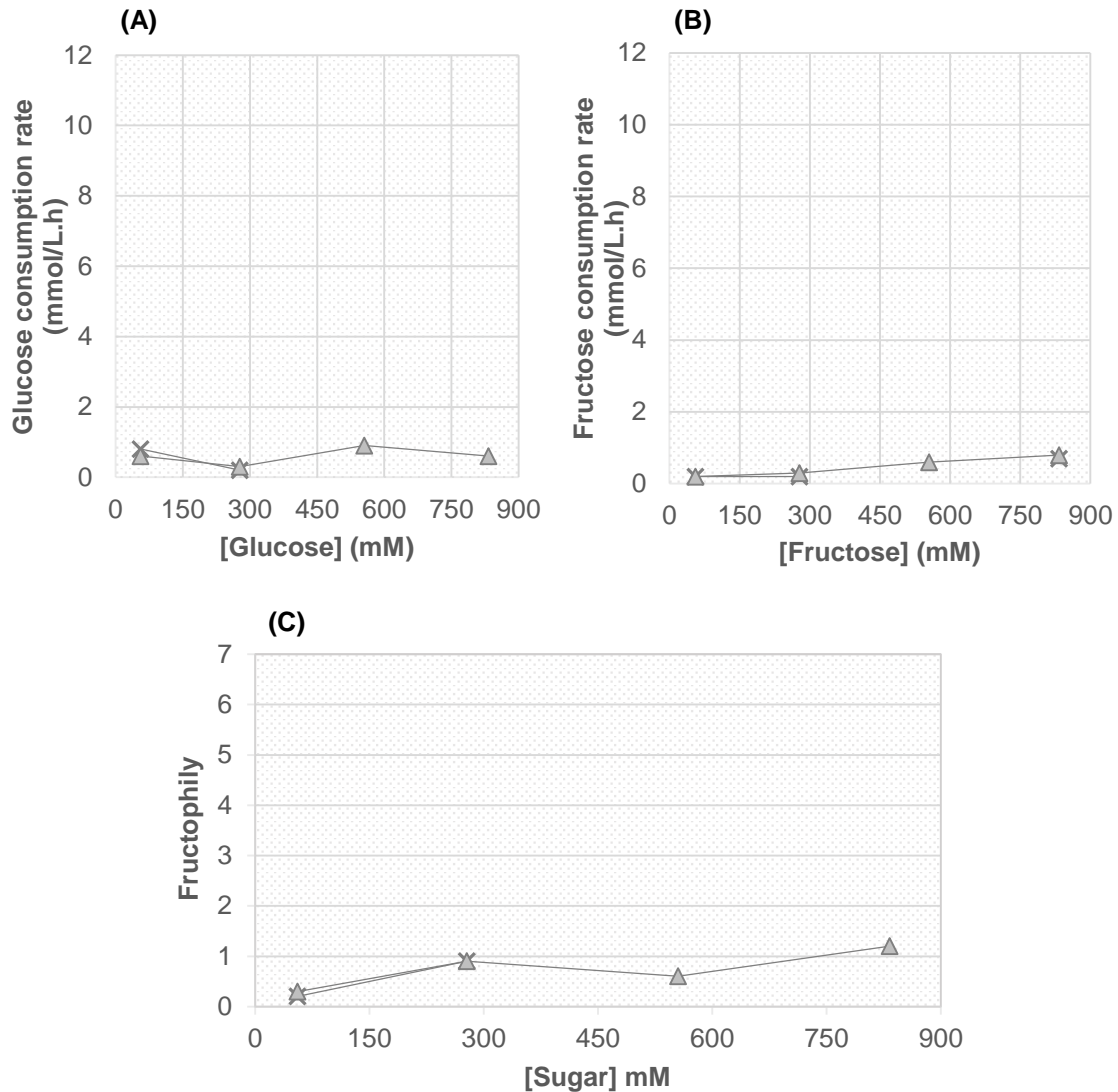 (A)
12
10
8
6
4
2
0
0 150 300 450 600 750 900
Glucose consumption rate
(mmol/L.h)
[Glucose] (mM)
(B)
12
10
8
6
4
2
0
0 150 300 450 600 750 900
Fructose consumption rate
(mmol/L.h)
[Fructose] (mM)
(C)
7
6
5
4
3
2
1
0
0 150 300 450 600 750 900
Fructophily
[Sugar] mM